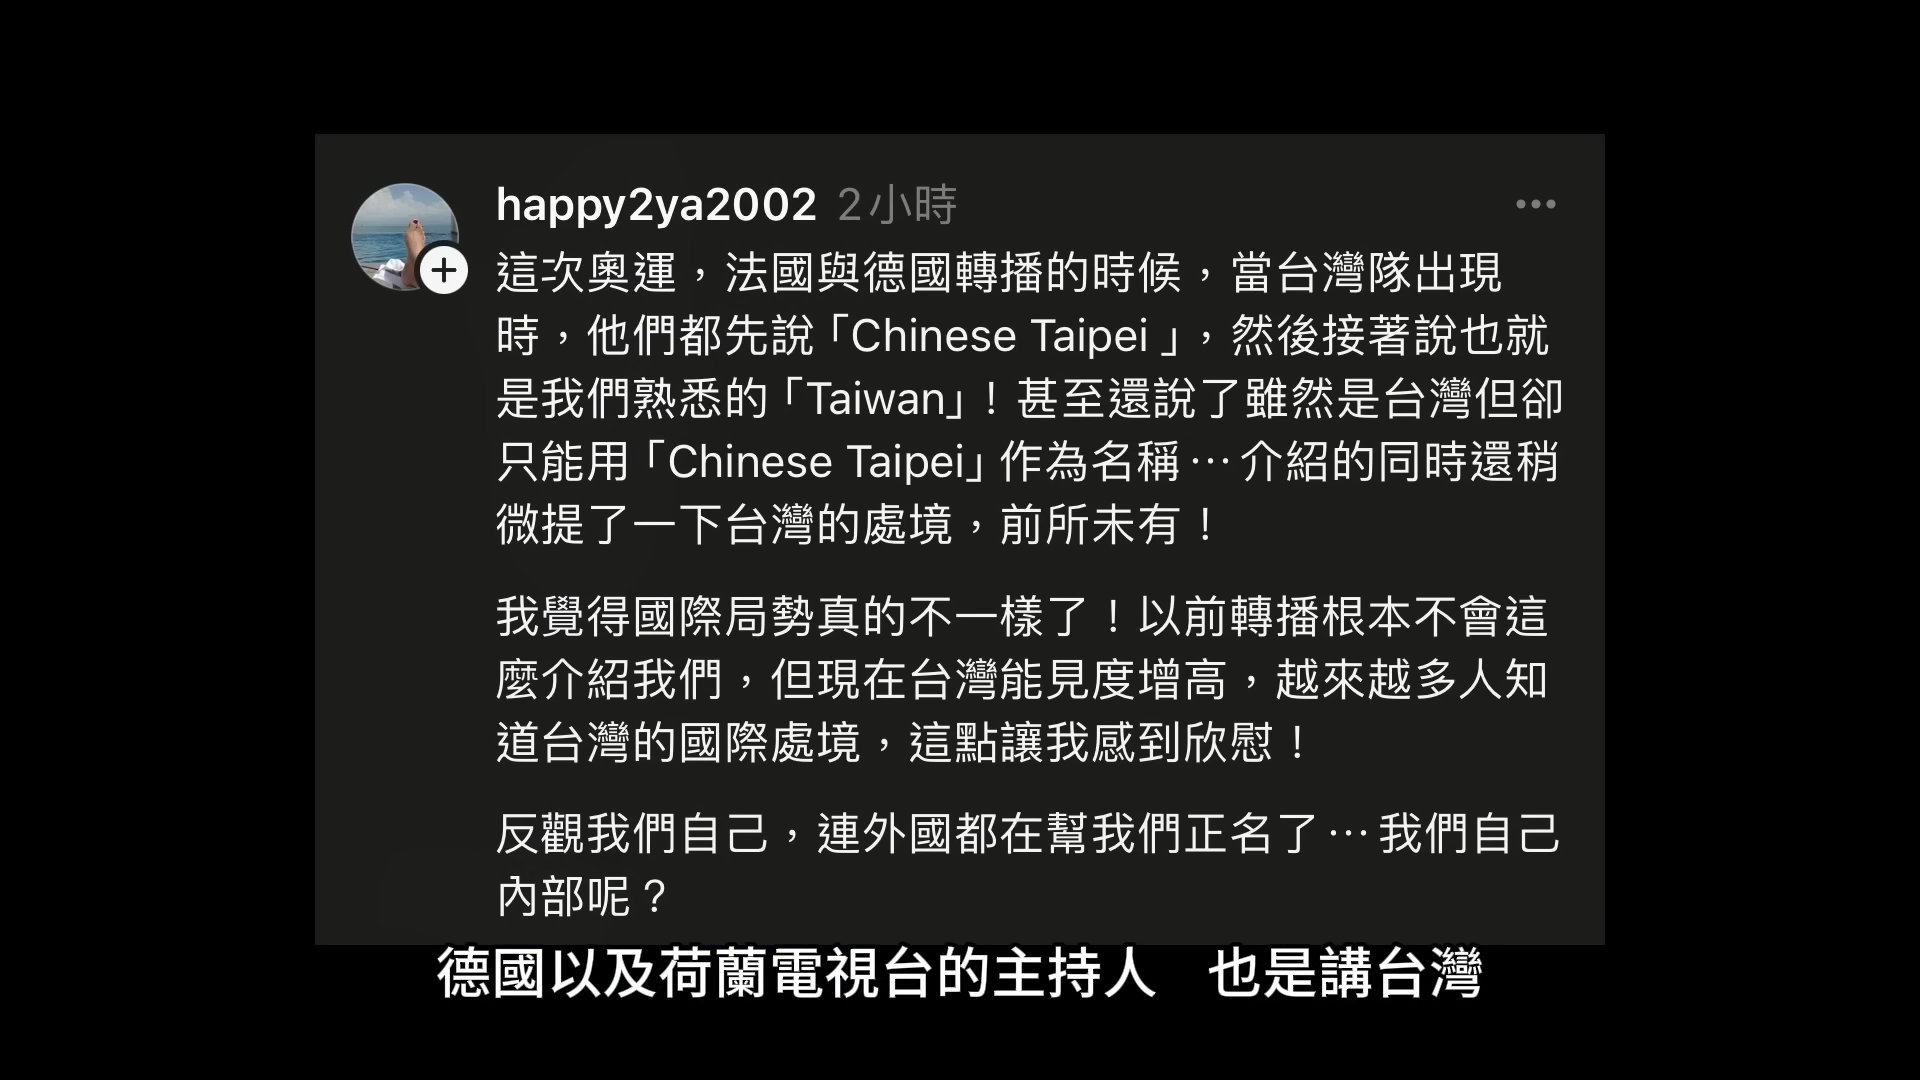 happy2ya2002 2小時
這次奧運，法國與德國轉播的時候，當台灣隊出現
時，他們都先說「Chinese Taipei 」，然後接著說也就
是我們熟悉的「Taiwan」！甚至還說了雖然是台灣但卻
只能用「Chinese Taipei」作為名稱⋯介紹的同時還稍
微提了一下台灣的處境，前所未有！
我覺得國際局勢真的不一樣了！以前轉播根本不會這
麼介紹我們，但現在台灣能見度增高，越來越多人知
道台灣的國際處境，這點讓我感到欣慰！
反觀我們自己，連外國都在幫我們正名了⋯我們自己
內部呢？
德國以及荷蘭電視台的主持人　也是講台灣